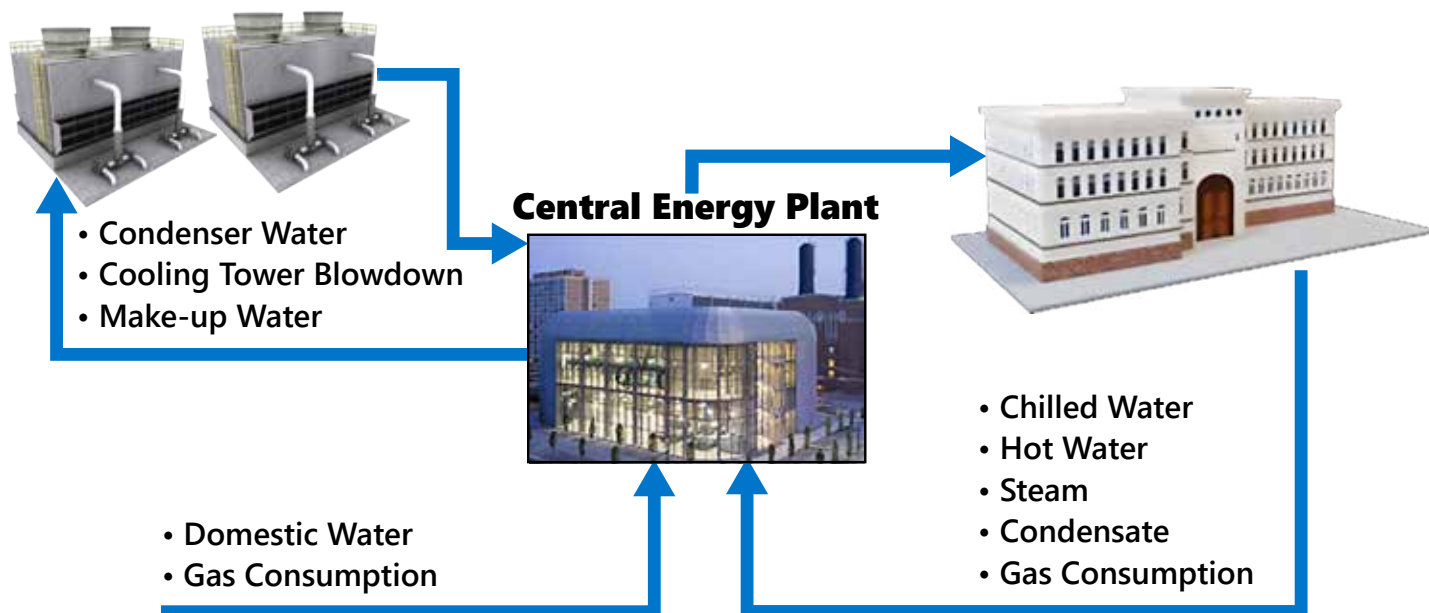 Central Energy Plant
• Condenser Water
• Cooling Tower Blowdown
• Make-up Water
• Chilled Water
• Hot Water
• Steam
• Condensate
• Gas Consumption
• Domestic Water
• Gas Consumption